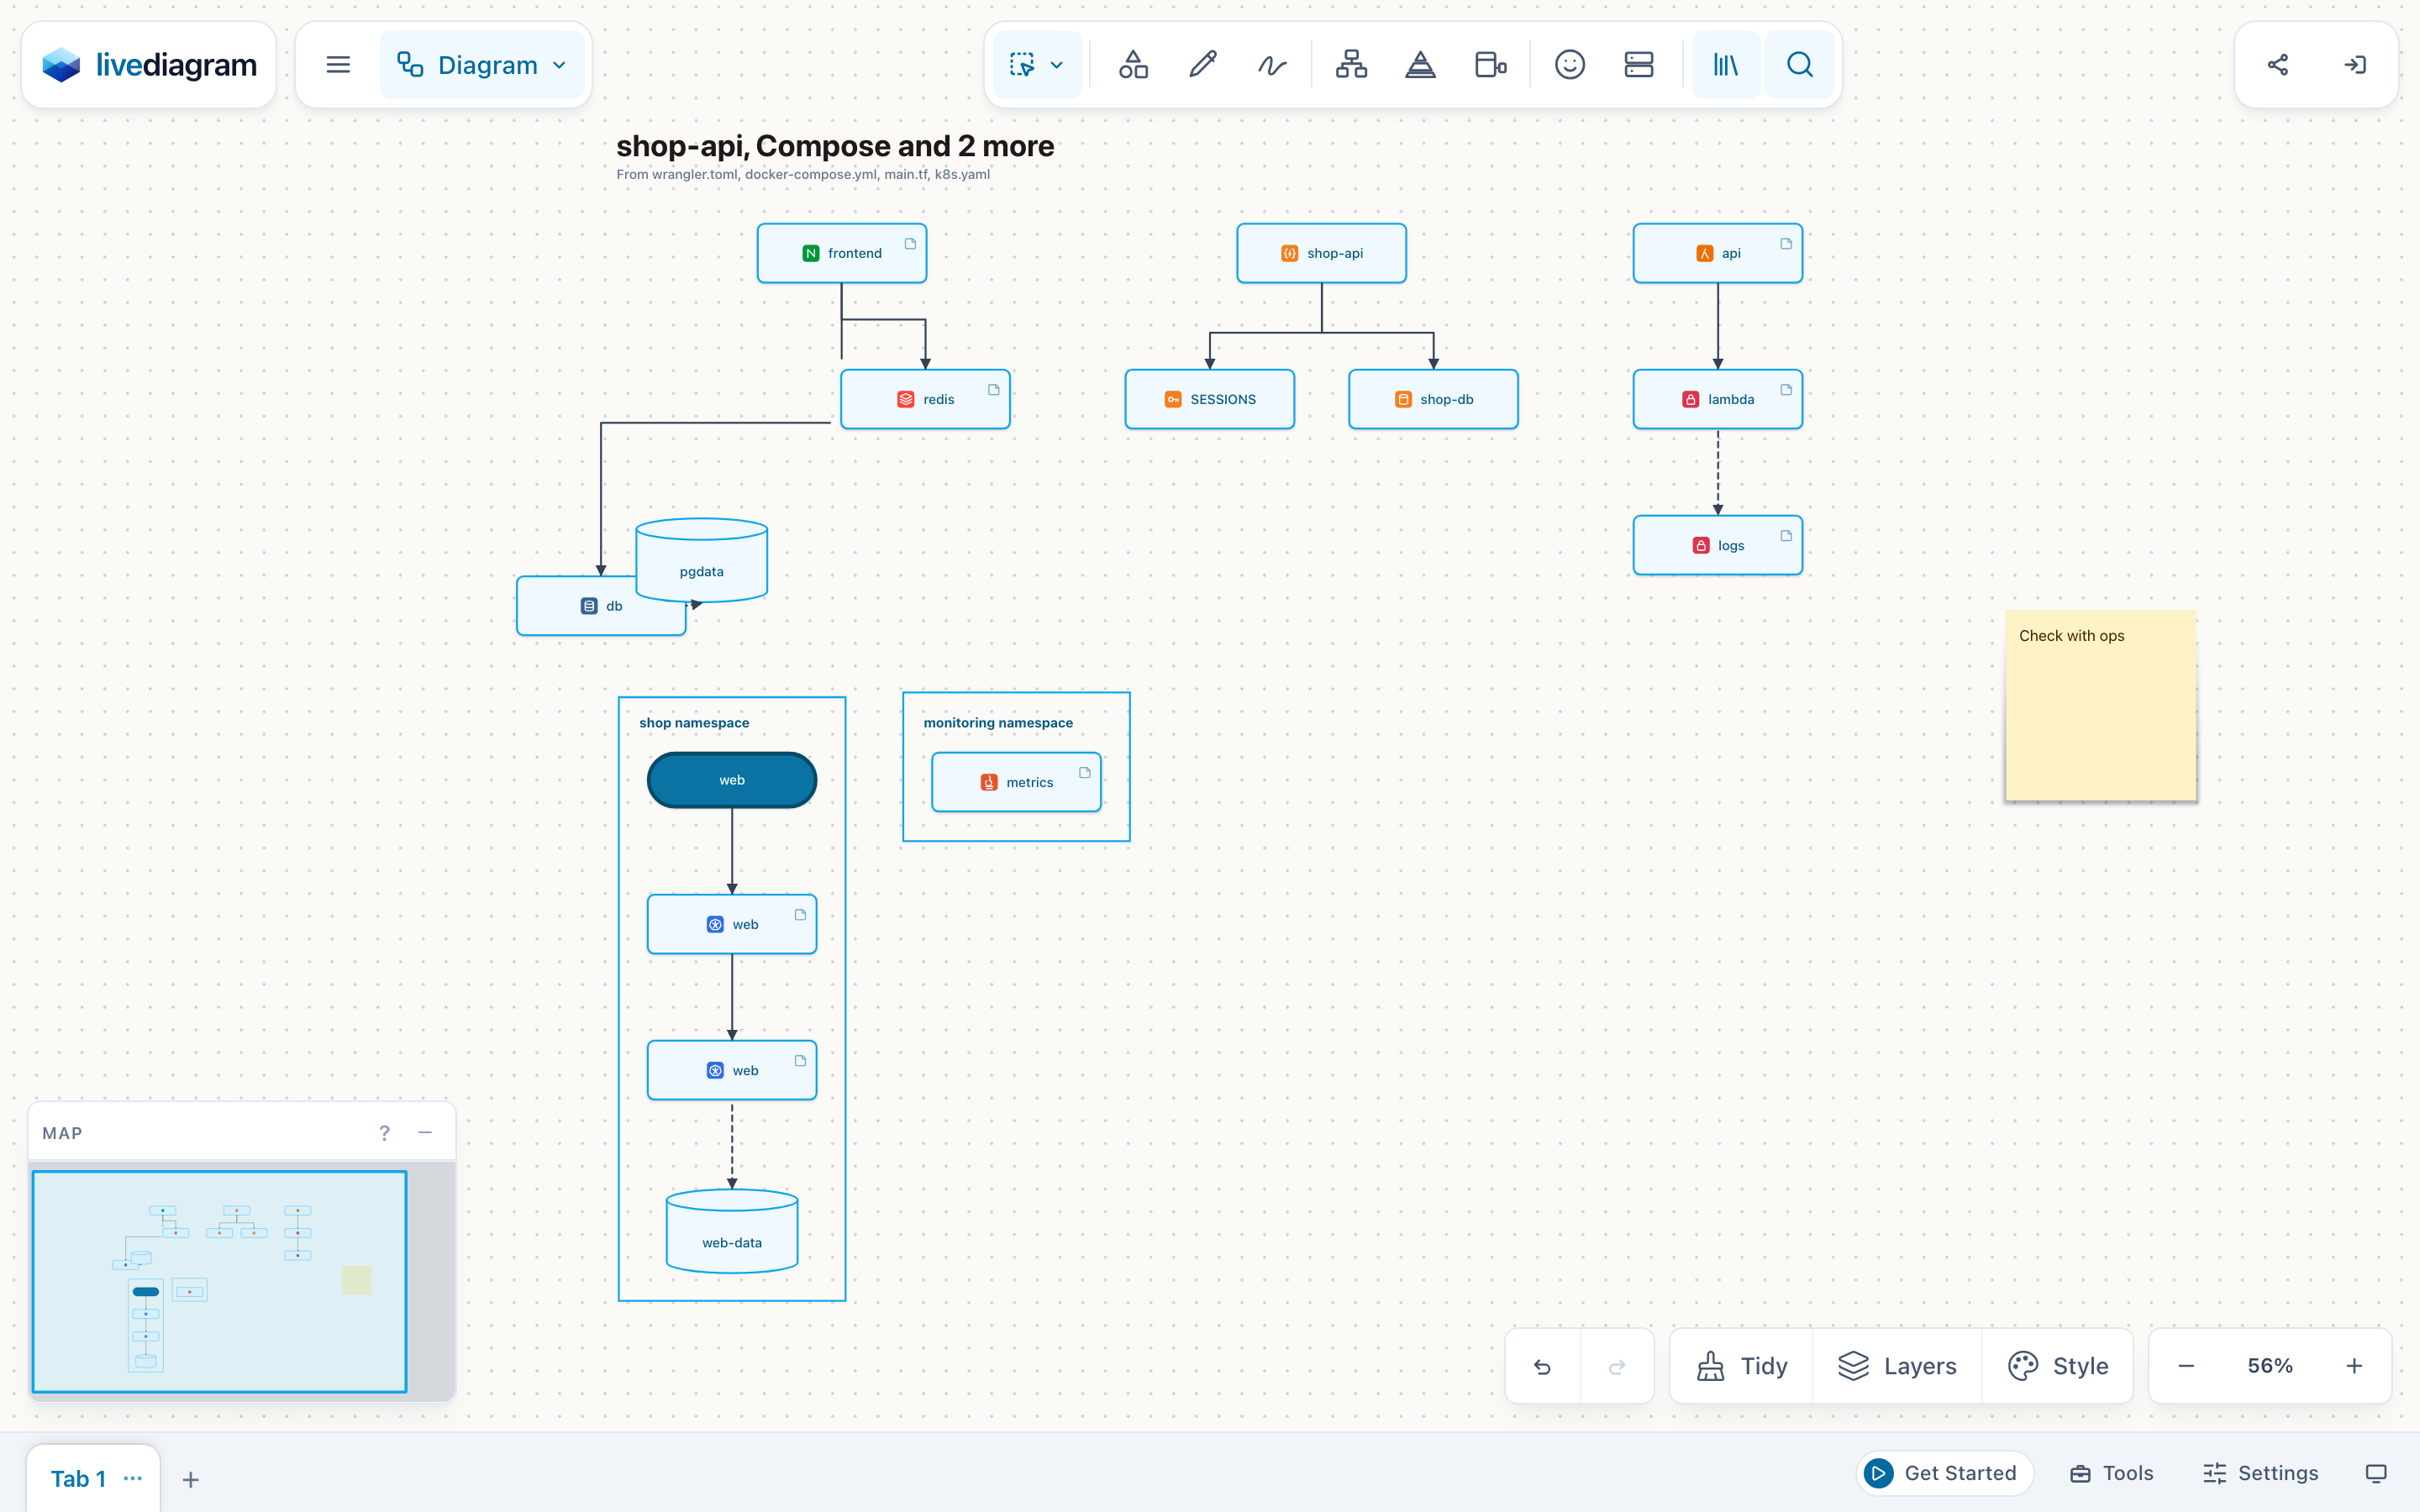 livediagram
Diagram
shop-api, Compose and 2 more
From wrangler.toml, docker-compose.yml, main.tf, k8s.yaml
frontend
shop-api
api
redis
SESSIONS
shop-db
lambda
logs
pgdata
db
Check with ops
shop namespace
monitoring namespace
web
metrics
web
web
web-data
MAP
?
Tidy
Layers
Style
56%
Tab 1
Get Started
Tools
Settings